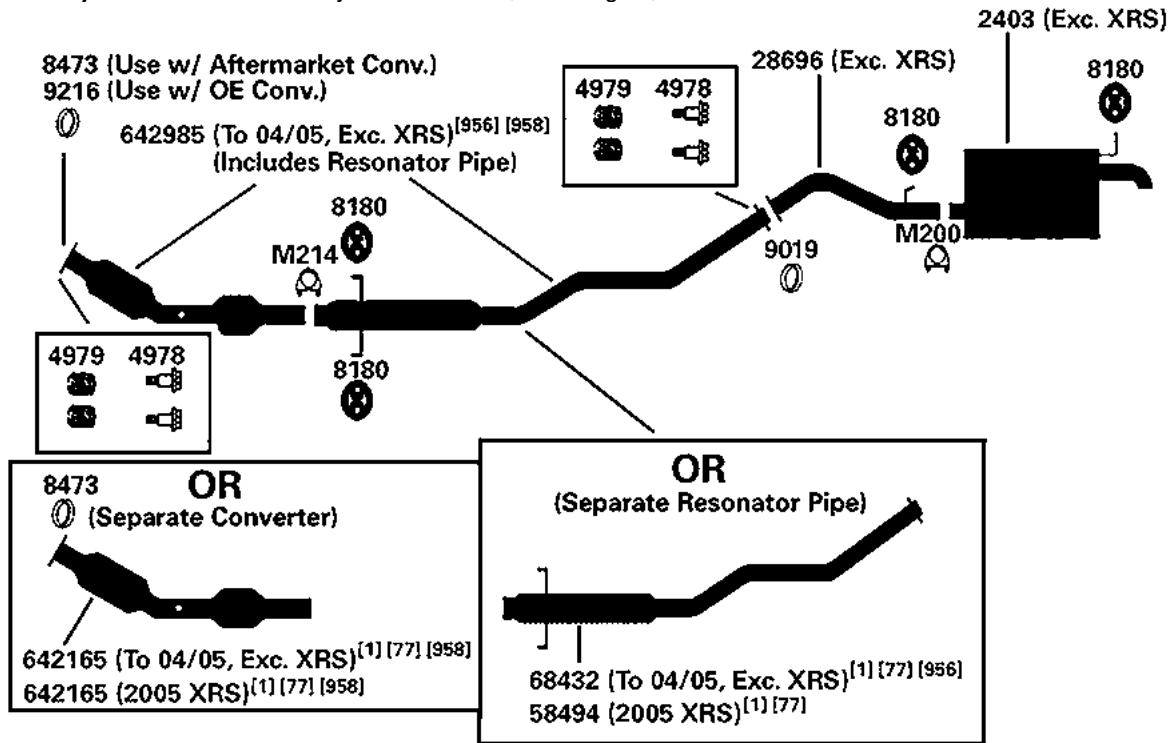 2403 (Exc. XRS)
8473 (Use w/ Aftermarket Conv.)
9216 (Use w/ OE Conv.)
28696 (Exc. XRS)
8180
4979 4978
8180
642985 (To 04/05, Exc. XRS)[956] [958]
(Includes Resonator Pipe)
8180
M214
9019
M200
4979 4978
8180
OR
(Separate Converter)
8473
642165 (To 04/05, Exc. XRS)[1] [77] [958]
642165 (2005 XRS)[1] [77] [958]
OR
(Separate Resonator Pipe)
68432 (To 04/05, Exc. XRS)[1] [77] [956]
58494 (2005 XRS)[1] [77]